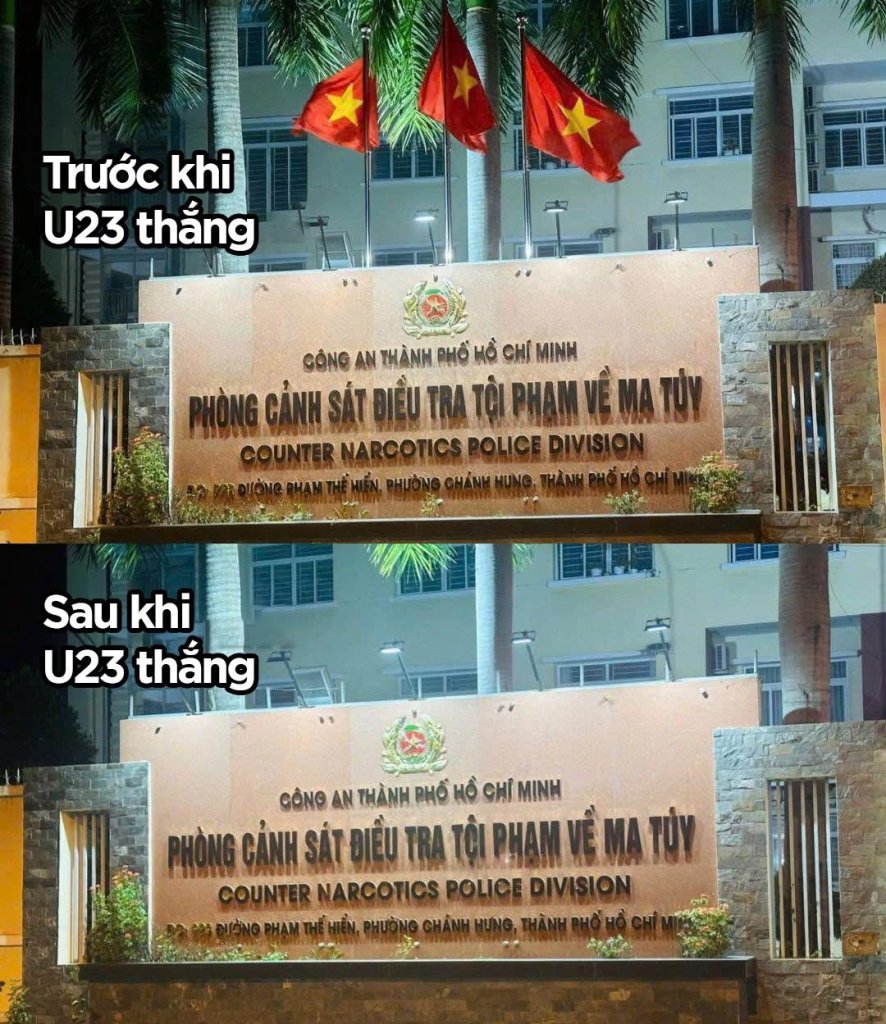 Trước khi
U23 thắng
CÔNG AN THÀNH PHỐ HỒ CHÍ MINH
PHÒNG CẢNH SÁT ĐIỀU TRA TỘI PHẠM VỀ MA TÚY
COUNTER NARCOTICS POLICE DIVISION
ĐƯỜNG PHẠM THẾ HIỂN, PHƯỜNG CHÁNH HƯNG, THÀNH PHỐ HỒ CHÍ MINH
Sau khi
U23 thắng
CÔNG AN THÀNH PHỐ HỒ CHÍ MINH
PHÒNG CẢNH SÁT ĐIỀU TRA TỘI PHẠM VỀ MA TÚY
COUNTER NARCOTICS POLICE DIVISION
ĐƯỜNG PHẠM THẾ HIỂN, PHƯỜNG CHÁNH HƯNG, THÀNH PHỐ HỒ CHÍ MINH